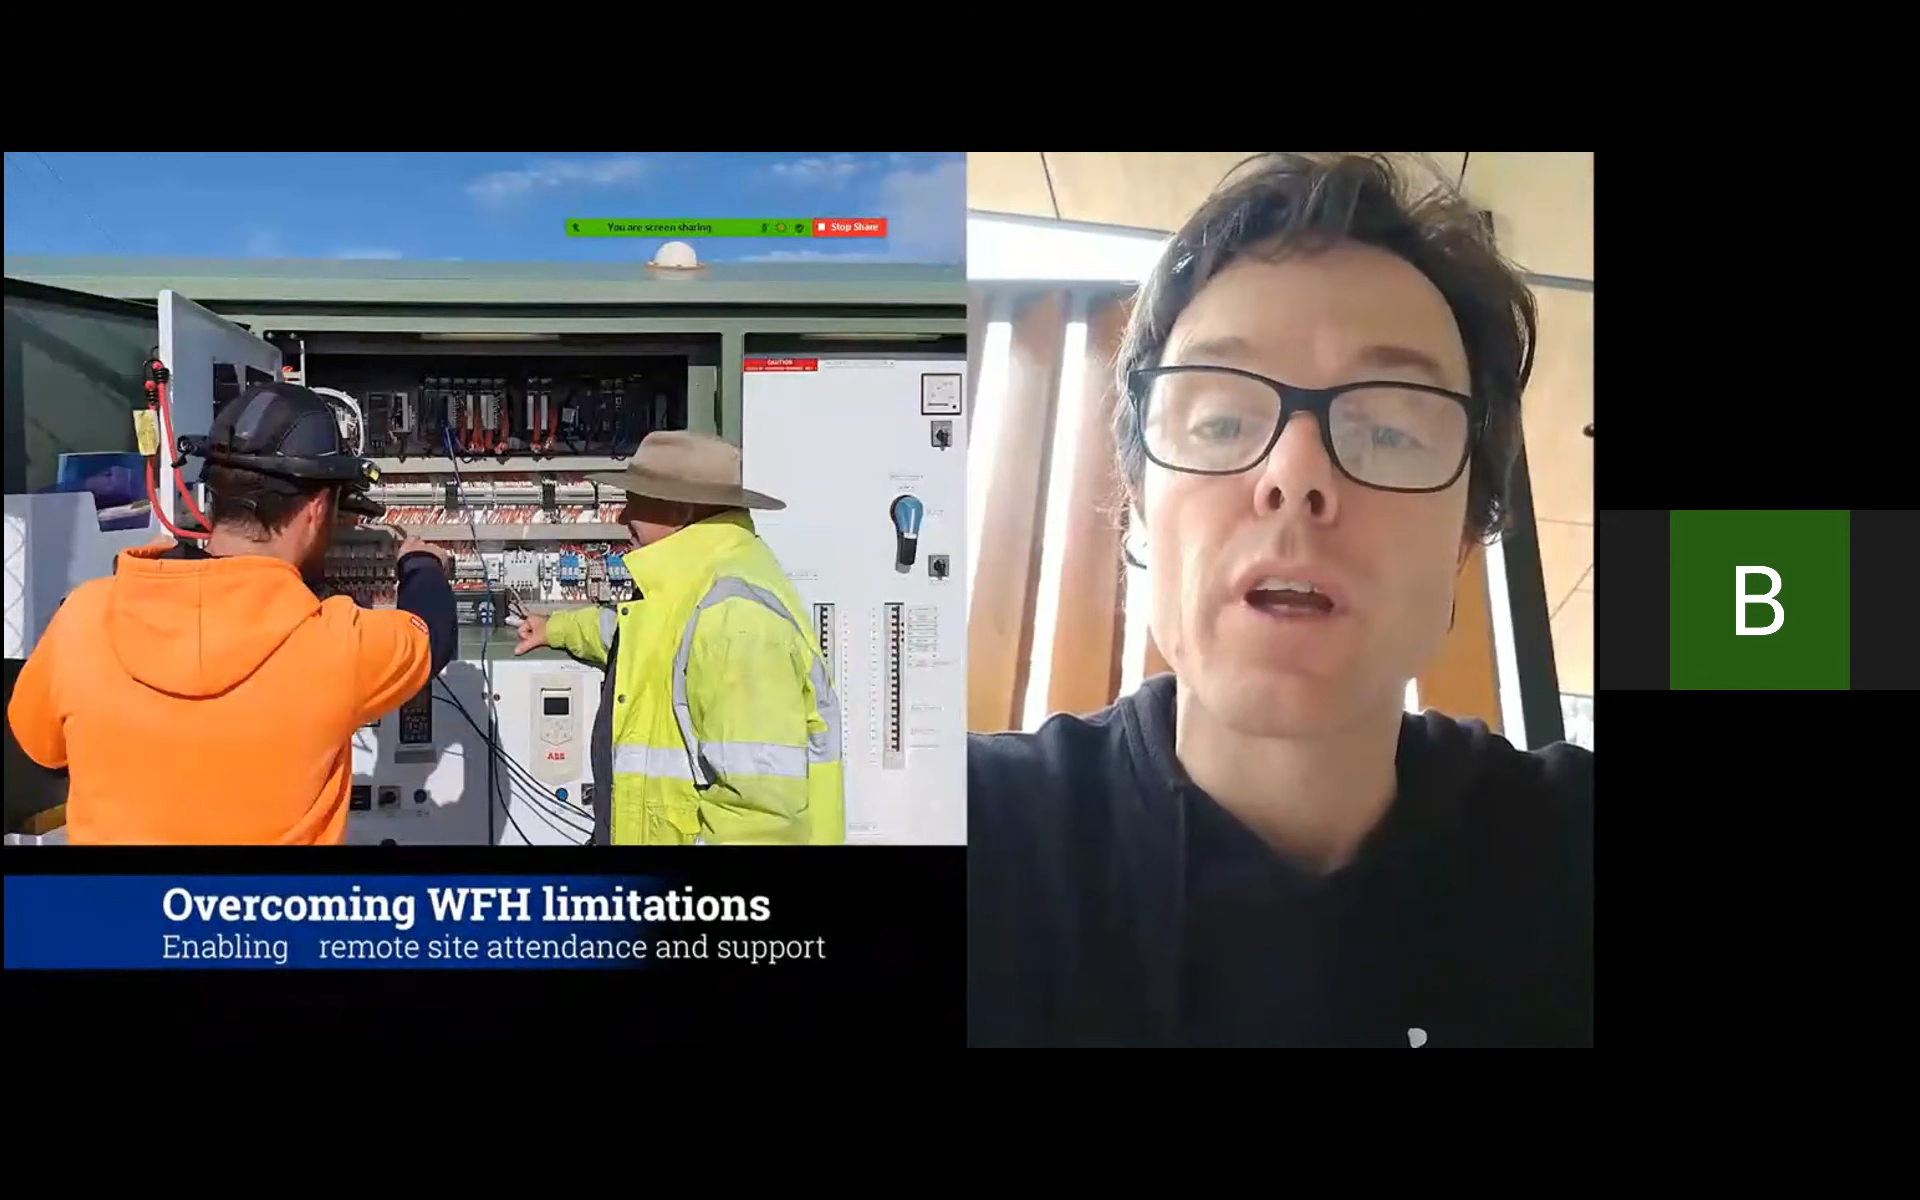 You are screen sharing
Stop Share
CAUTION
ABB
Overcoming WFH limitations
Enabling remote site attendance and support
B